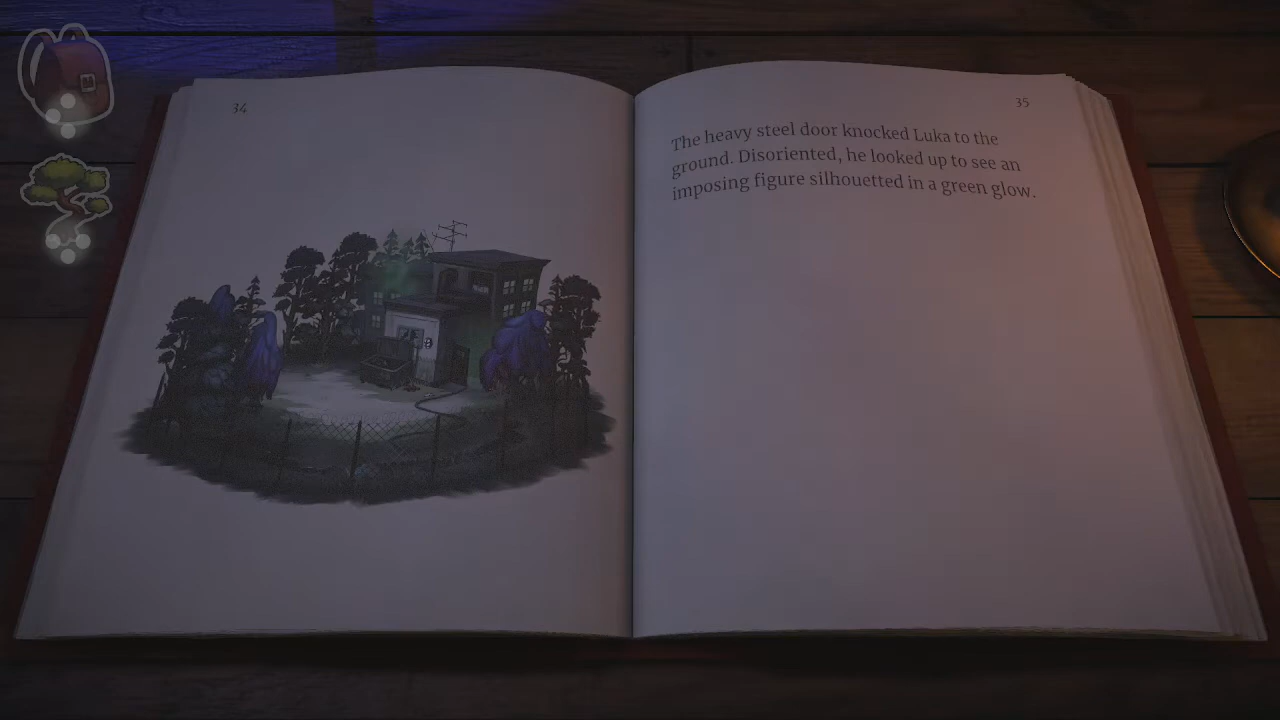 34
35
The heavy steel door knocked Luka to the
ground. Disoriented, he looked up to see an
imposing figure silhouetted in a green glow.